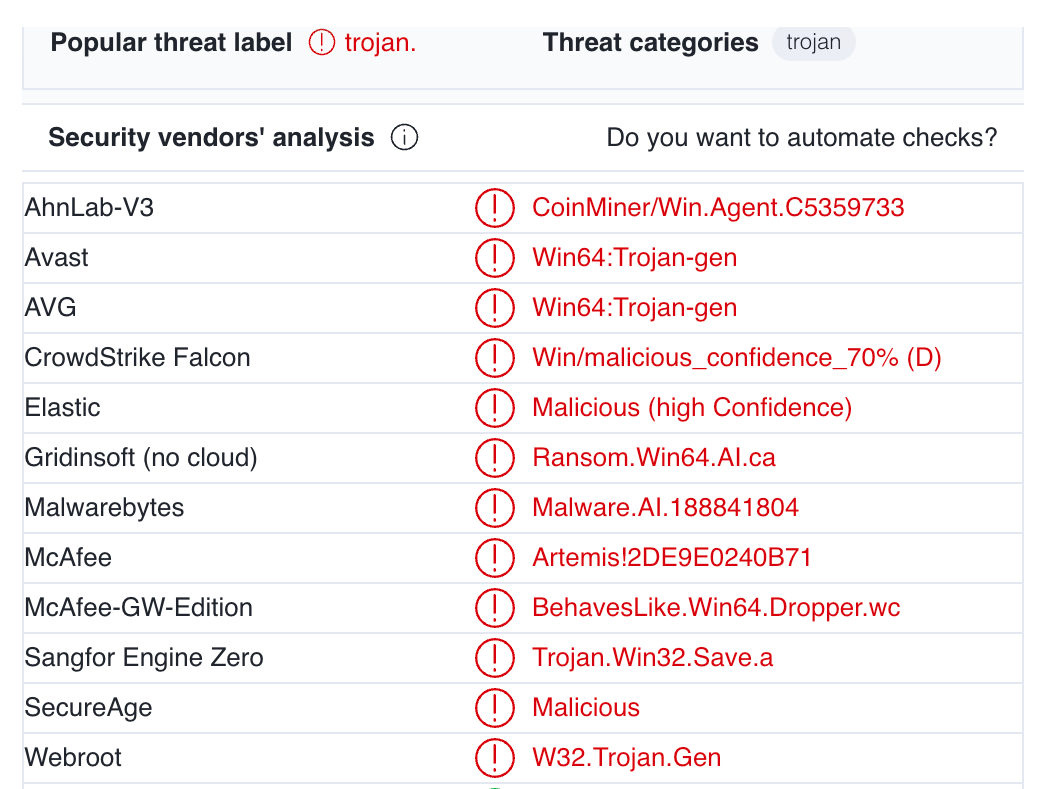 Popular threat label trojan. Threat categories trojan
Security vendors' analysis Do you want to automate checks?
AhnLab-V3 CoinMiner/Win.Agent.C5359733
Avast Win64:Trojan-gen
AVG Win64:Trojan-gen
CrowdStrike Falcon Win/malicious_confidence_70% (D)
Elastic Malicious (high Confidence)
Gridinsoft (no cloud) Ransom.Win64.AI.ca
Malwarebytes Malware.AI.188841804
McAfee Artemis!2DE9E0240B71
McAfee-GW-Edition BehavesLike.Win64.Dropper.wc
Sangfor Engine Zero Trojan.Win32.Save.a
SecureAge Malicious
Webroot W32.Trojan.Gen